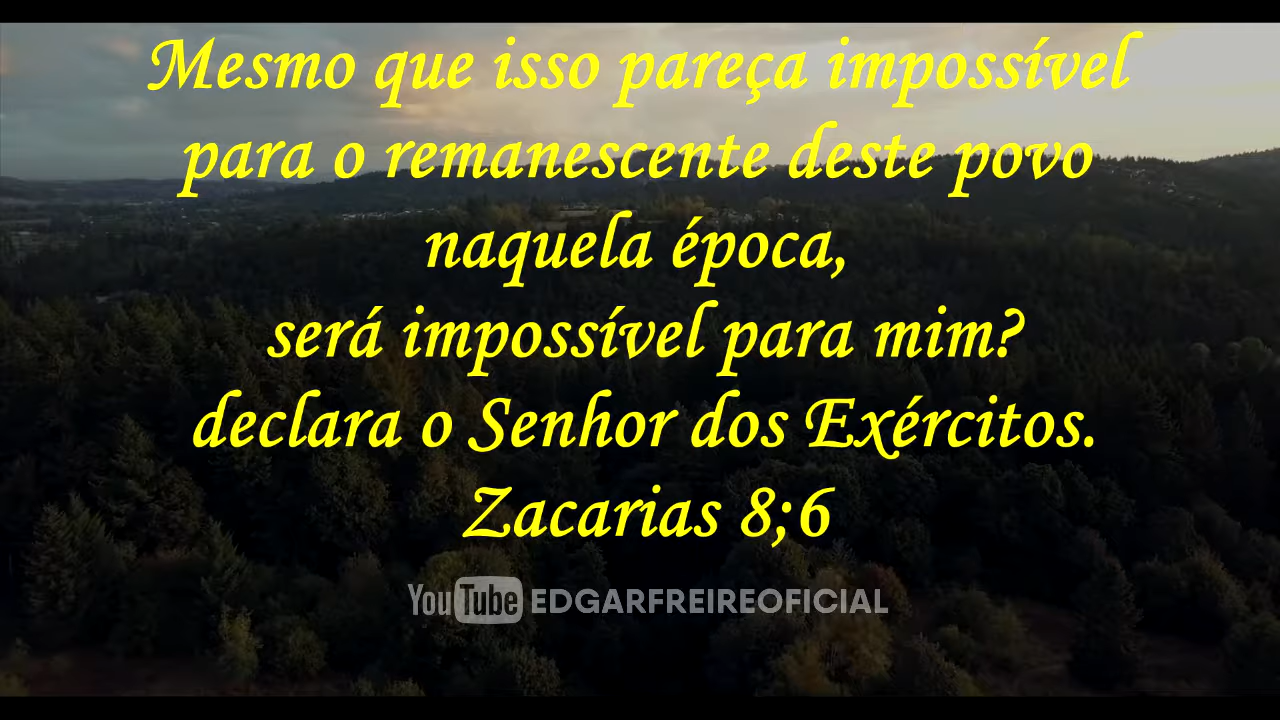 Mesmo que isso pareça impossível
para o remanescente deste povo
naquela época,
será impossível para mim?
declara o Senhor dos Exércitos.
Zacarias 8;6
YouTube EDGARFREIREOFICIAL